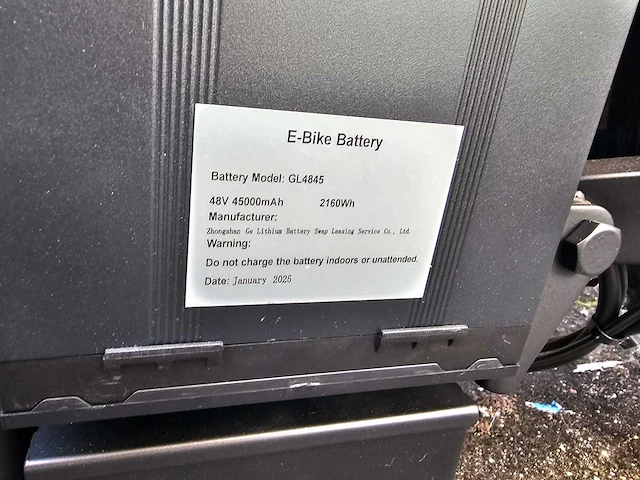 E-Bike Battery
Battery Model: GL4845
48V 45000mAh 2160Wh
Manufacturer:
Zhongshan Ge Lithium Battery Swap Leasing Service Co., Ltd.
Warning:
Do not charge the battery indoors or unattended.
Date: January 2025